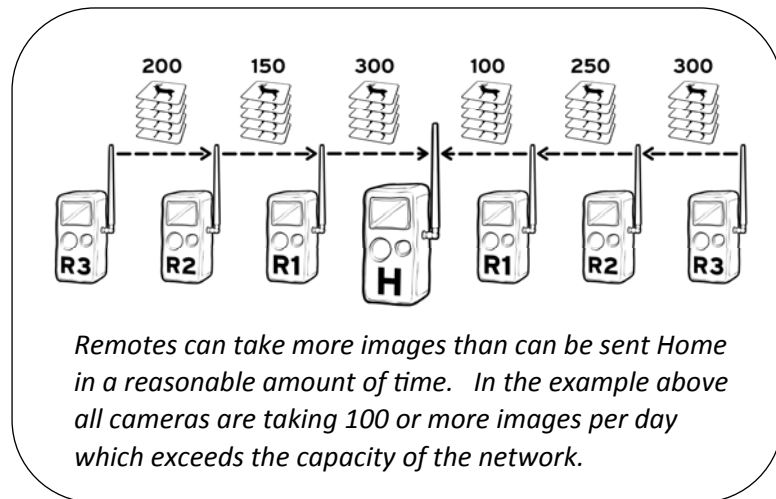 200 150 300 100 250 300
R3 R2 R1 H R1 R2 R3
Remotes can take more images than can be sent Home
in a reasonable amount of time.   In the example above
all cameras are taking 100 or more images per day
which exceeds the capacity of the network.